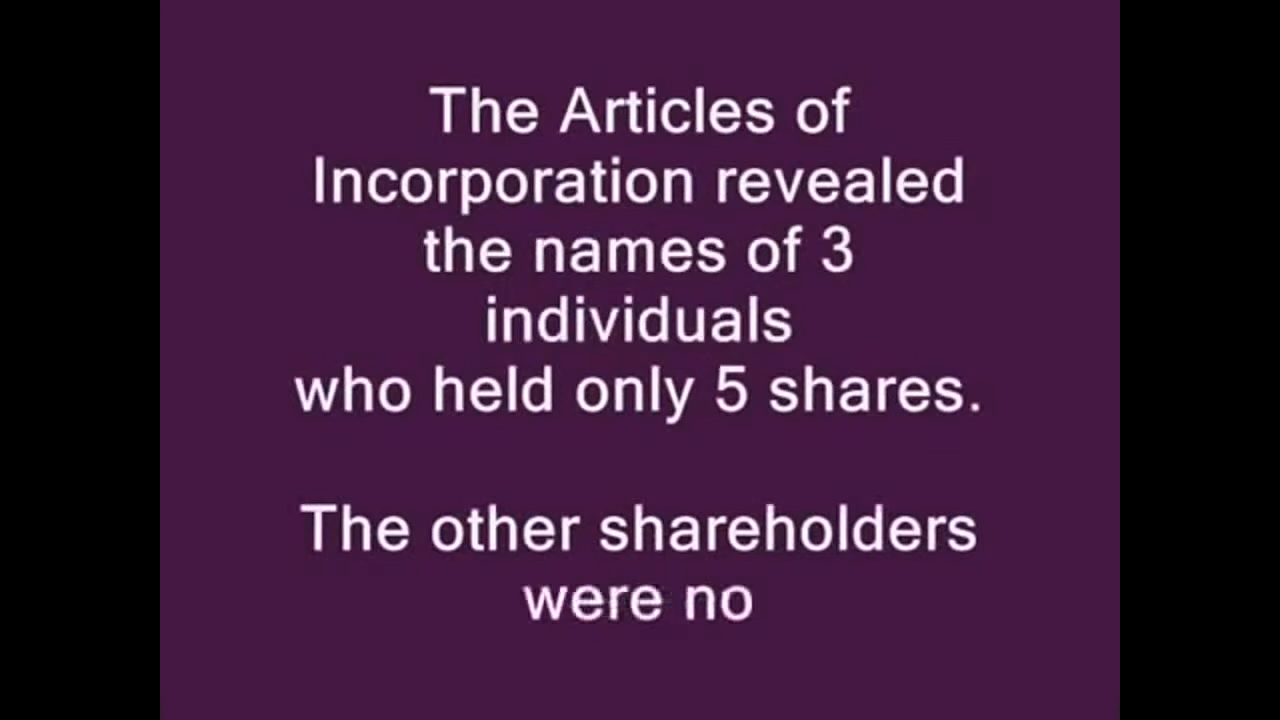 The Articles of
Incorporation revealed
the names of 3
individuals
who held only 5 shares.
The other shareholders
were no